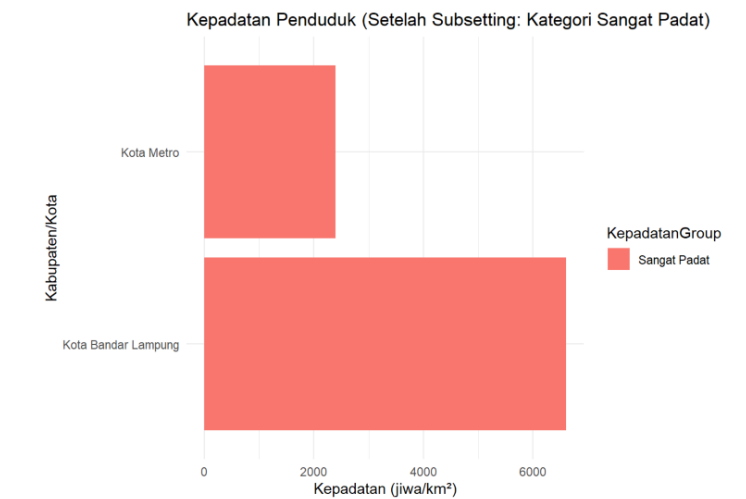 Kepadatan Penduduk (Setelah Subsetting: Kategori Sangat Padat)
Kabupaten/Kota
Kota Metro
Kota Bandar Lampung
0 2000 4000 6000
Kepadatan (jiwa/km²)
KepadatanGroup
Sangat Padat